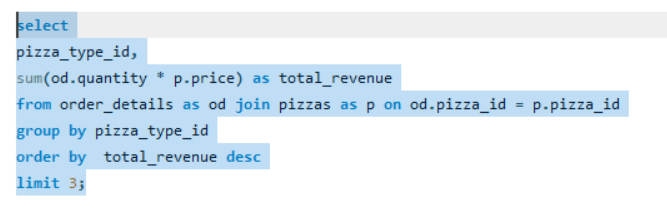 select
pizza_type_id,
sum(od.quantity * p.price) as total_revenue
from order_details as od join pizzas as p on od.pizza_id = p.pizza_id
group by pizza_type_id
order by  total_revenue desc
limit 3;